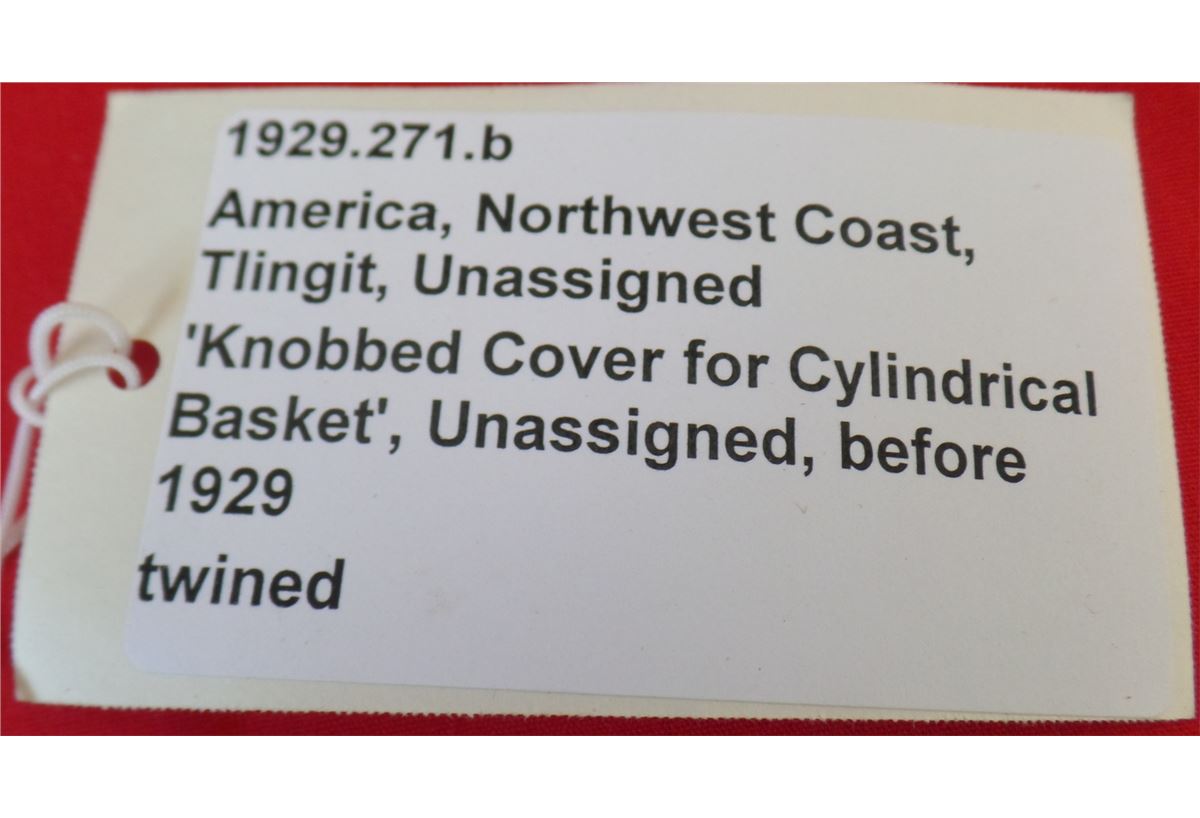 1929.271.b
America, Northwest Coast,
Tlingit, Unassigned
'Knobbed Cover for Cylindrical
Basket', Unassigned, before
1929
twined